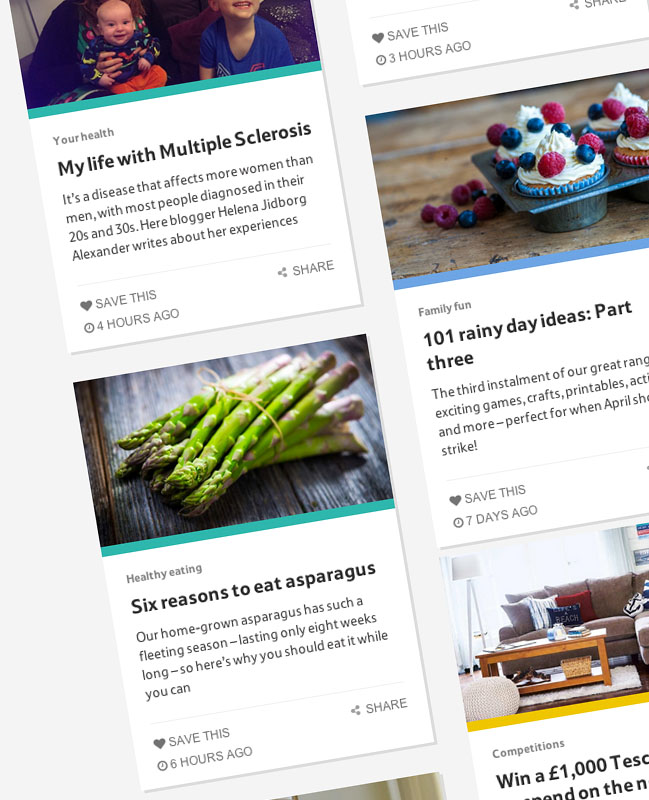 Your health
My life with Multiple Sclerosis
It's a disease that affects more women than
men, with most people diagnosed in their
20s and 30s. Here blogger Helena Jidborg
Alexander writes about her experiences
SHARE
SAVE THIS
4 HOURS AGO
Healthy eating
Six reasons to eat asparagus
Our home-grown asparagus has such a
fleeting season – lasting only eight weeks
long – so here's why you should eat it while
you can
SHARE
SAVE THIS
6 HOURS AGO
SHARE
SAVE THIS
3 HOURS AGO
Family fun
101 rainy day ideas: Part
three
The third instalment of our great rang
exciting games, crafts, printables, acti
and more – perfect for when April sho
strike!
SAVE THIS
7 DAYS AGO
BEACH
Competitions
Win a £1,000 Tesc
pend on the n